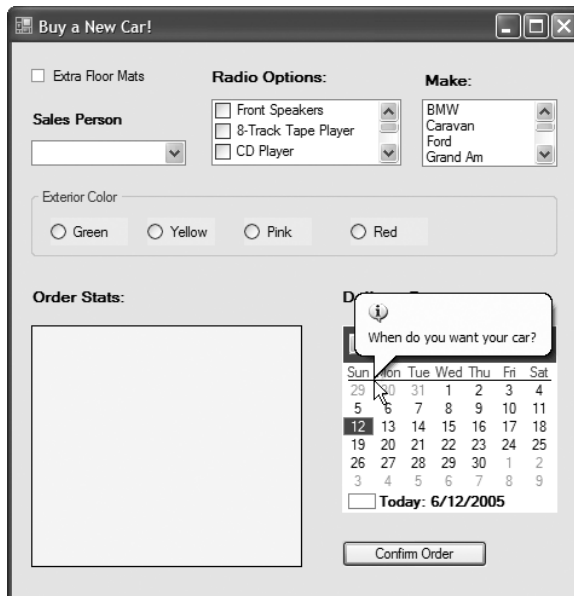 Buy a New Car!
Extra Floor Mats
Radio Options:
Make:
Front Speakers
8-Track Tape Player
CD Player
BMW
Caravan
Ford
Grand Am
Sales Person
Exterior Color
Green Yellow Pink Red
Order Stats:
When do you want your car?
Sun Mon Tue Wed Thu Fri Sat
29 30 31 1 2 3 4
5 6 7 8 9 10 11
12 13 14 15 16 17 18
19 20 21 22 23 24 25
26 27 28 29 30 1 2
3 4 5 6 7 8 9
Today: 6/12/2005
Confirm Order